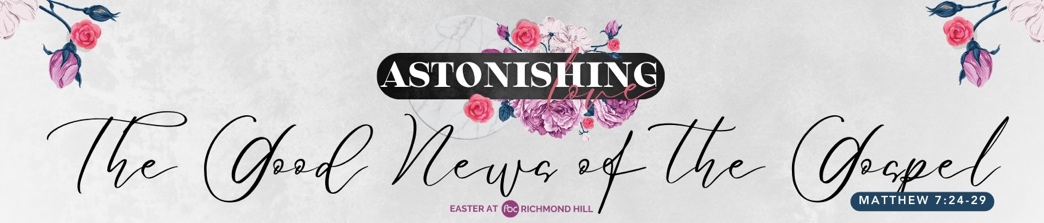 ASTONISHING
love
The Good News of the Gospel
MATTHEW 7:24-29
EASTER AT fbc RICHMOND HILL